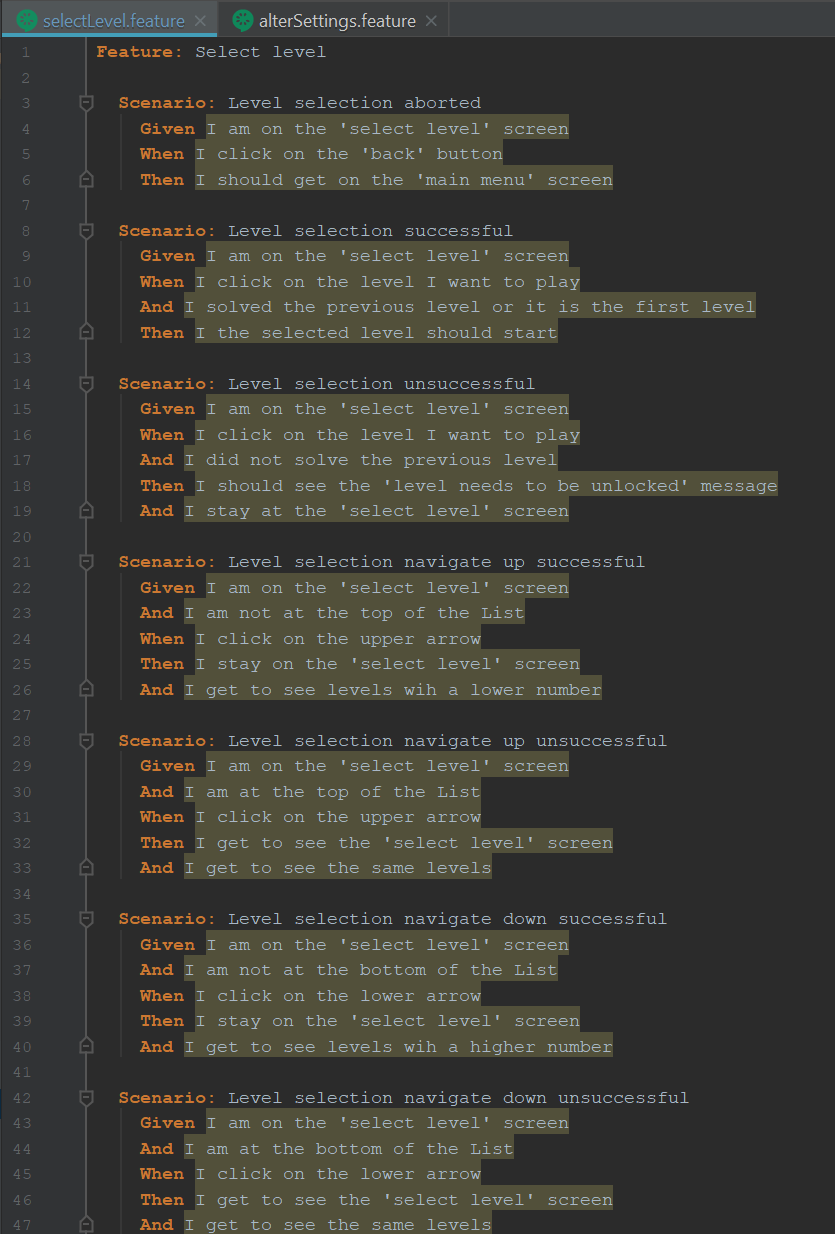 selectLevel.feature × alterSettings.feature ×
1 Feature: Select level
2
3 Scenario: Level selection aborted
4 Given I am on the 'select level' screen
5 When I click on the 'back' button
6 Then I should get on the 'main menu' screen
7
8 Scenario: Level selection successful
9 Given I am on the 'select level' screen
10 When I click on the level I want to play
11 And I solved the previous level or it is the first level
12 Then I the selected level should start
13
14 Scenario: Level selection unsuccessful
15 Given I am on the 'select level' screen
16 When I click on the level I want to play
17 And I did not solve the previous level
18 Then I should see the 'level needs to be unlocked' message
19 And I stay at the 'select level' screen
20
21 Scenario: Level selection navigate up successful
22 Given I am on the 'select level' screen
23 And I am not at the top of the List
24 When I click on the upper arrow
25 Then I stay on the 'select level' screen
26 And I get to see levels wih a lower number
27
28 Scenario: Level selection navigate up unsuccessful
29 Given I am on the 'select level' screen
30 And I am at the top of the List
31 When I click on the upper arrow
32 Then I get to see the 'select level' screen
33 And I get to see the same levels
34
35 Scenario: Level selection navigate down successful
36 Given I am on the 'select level' screen
37 And I am not at the bottom of the List
38 When I click on the lower arrow
39 Then I stay on the 'select level' screen
40 And I get to see levels wih a higher number
41
42 Scenario: Level selection navigate down unsuccessful
43 Given I am on the 'select level' screen
44 And I am at the bottom of the List
45 When I click on the lower arrow
46 Then I get to see the 'select level' screen
47 And I get to see the same levels